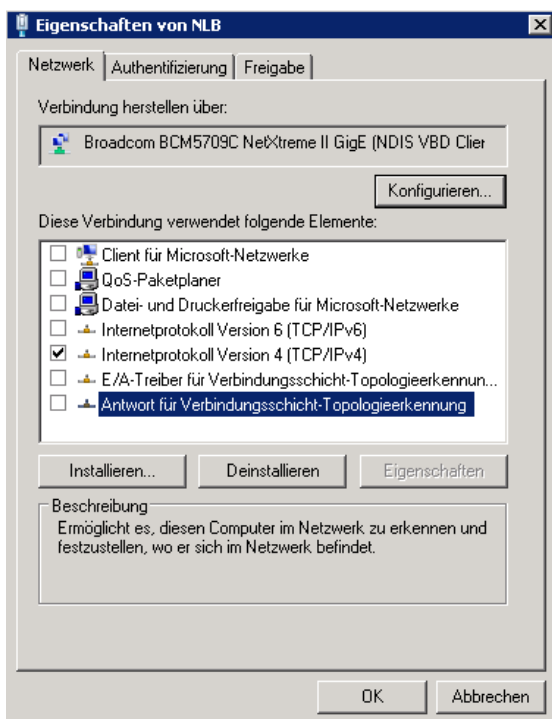 Eigenschaften von NLB
Netzwerk
Authentifizierung
Freigabe
Verbindung herstellen über:
Broadcom BCM5709C NetXtreme II GigE (NDIS VBD Clier
Konfigurieren...
Diese Verbindung verwendet folgende Elemente:
Client für Microsoft-Netzwerke
QoS-Paketplaner
Datei- und Druckerfreigabe für Microsoft-Netzwerke
Internetprotokoll Version 6 (TCP/IPv6)
Internetprotokoll Version 4 (TCP/IPv4)
E/A-Treiber für Verbindungsschicht-Topologieerkennun...
Antwort für Verbindungsschicht-Topologieerkennung
Installieren...
Deinstallieren
Eigenschaften
Beschreibung
Ermöglicht es, diesen Computer im Netzwerk zu erkennen und
festzustellen, wo er sich im Netzwerk befindet.
OK
Abbrechen